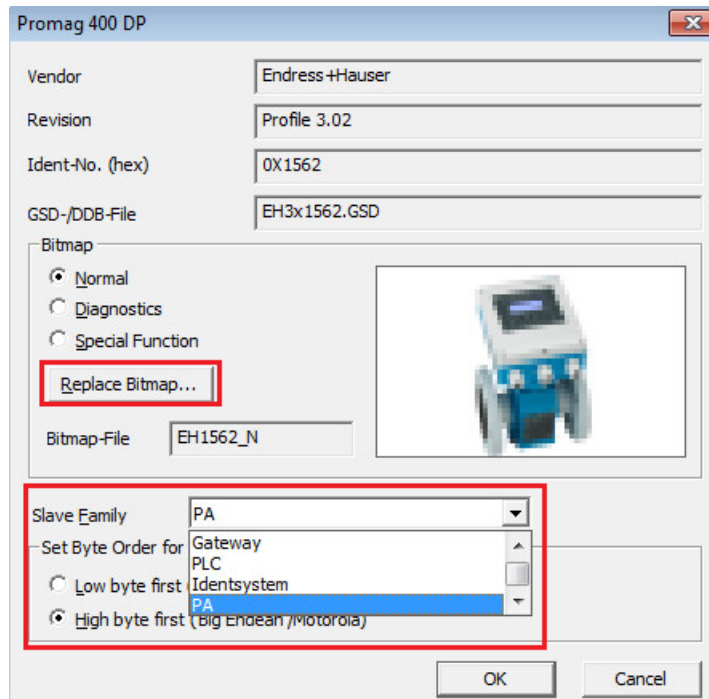 Promag 400 DP
Vendor
Endress+Hauser
Revision
Profile 3.02
Ident-No. (hex)
0X1562
GSD-/DDB-File
EH3x1562.GSD
Bitmap
Normal
Diagnostics
Special Function
Replace Bitmap...
Bitmap-File
EH1562_N
Slave Family
PA
Set Byte Order for
Gateway
PLC
Low byte first
Identsystem
PA
High byte first (Big Endean /Motorola)
OK
Cancel